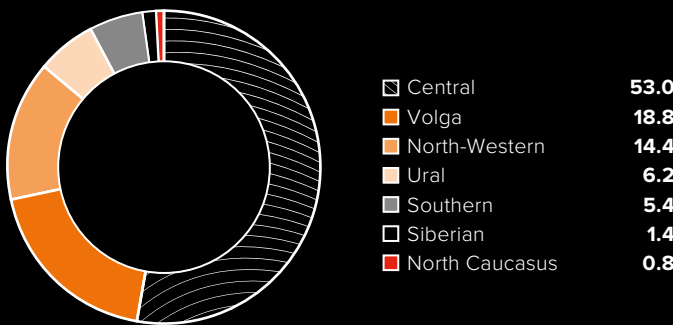 Central 53.0
Volga 18.8
North-Western 14.4
Ural 6.2
Southern 5.4
Siberian 1.4
North Caucasus 0.8